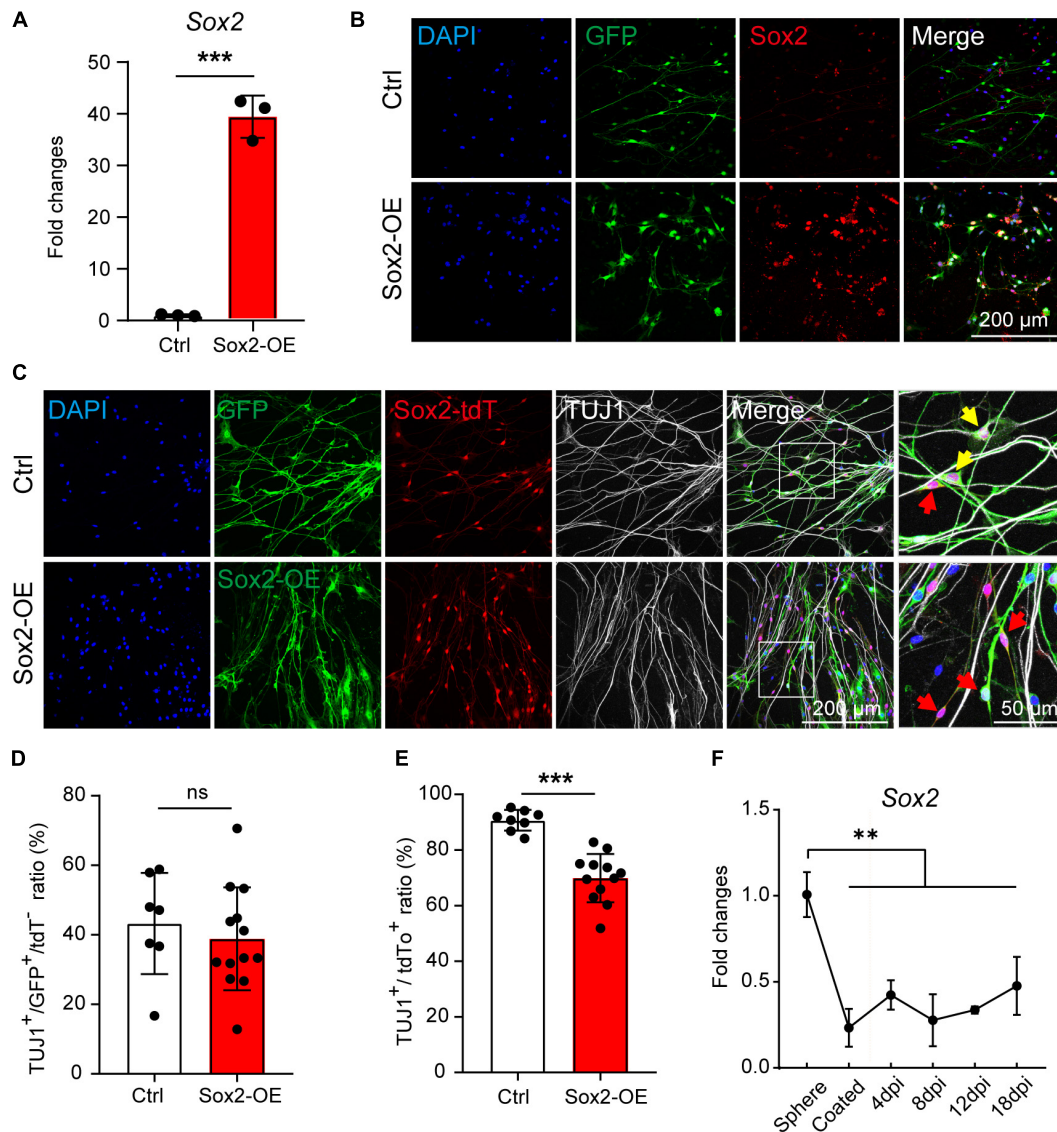 A
Sox2
***
50
40
30
20
10
0
Fold changes
Ctrl Sox2-OE
B
DAPI GFP Sox2 Merge
Ctrl
Sox2-OE
200 µm
C
DAPI GFP Sox2-tdT TUJ1 Merge
Ctrl
Sox2-OE
Sox2-OE
200 µm 50 µm
D
ns
80
60
40
20
0
TUJ1⁺/GFP⁺/tdT⁻ ratio (%)
Ctrl Sox2-OE
E
***
100
80
60
40
20
0
TUJ1⁺/ tdTo⁺ ratio (%)
Ctrl Sox2-OE
F
Sox2
**
1.5
1.0
0.5
0.0
Fold changes
Sphere Coated 4dpi 8dpi 12dpi 18dpi